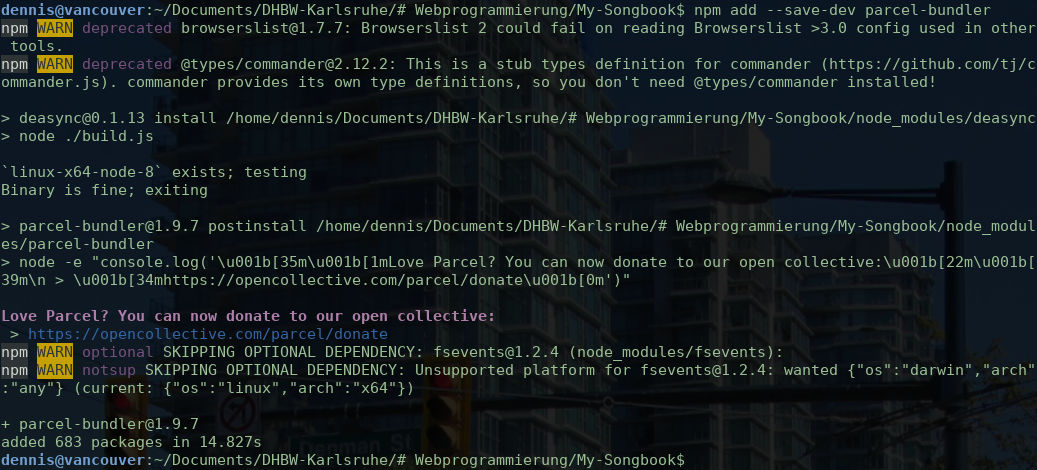 dennis@vancouver:~/Documents/DHBW-Karlsruhe/# Webprogrammierung/My-Songbook$ npm add --save-dev parcel-bundler
npm WARN deprecated browserslist@1.7.7: Browserslist 2 could fail on reading Browserslist >3.0 config used in other
 tools.
npm WARN deprecated @types/commander@2.12.2: This is a stub types definition for commander (https://github.com/tj/c
ommander.js). commander provides its own type definitions, so you don't need @types/commander installed!
> deasync@0.1.13 install /home/dennis/Documents/DHBW-Karlsruhe/# Webprogrammierung/My-Songbook/node_modules/deasync
> node ./build.js
`linux-x64-node-8` exists; testing
Binary is fine; exiting
> parcel-bundler@1.9.7 postinstall /home/dennis/Documents/DHBW-Karlsruhe/# Webprogrammierung/My-Songbook/node_modul
es/parcel-bundler
> node -e "console.log('\u001b[35m\u001b[1mLove Parcel? You can now donate to our open collective:\u001b[22m\u001b[
39m\n > \u001b[34mhttps://opencollective.com/parcel/donate\u001b[0m')"
Love Parcel? You can now donate to our open collective:
 > https://opencollective.com/parcel/donate
npm WARN optional SKIPPING OPTIONAL DEPENDENCY: fsevents@1.2.4 (node_modules/fsevents):
npm WARN notsup SKIPPING OPTIONAL DEPENDENCY: Unsupported platform for fsevents@1.2.4: wanted {"os":"darwin","arch"
:"any"} (current: {"os":"linux","arch":"x64"})
+ parcel-bundler@1.9.7
added 683 packages in 14.827s
Denman St
dennis@vancouver:~/Documents/DHBW-Karlsruhe/# Webprogrammierung/My-Songbook$